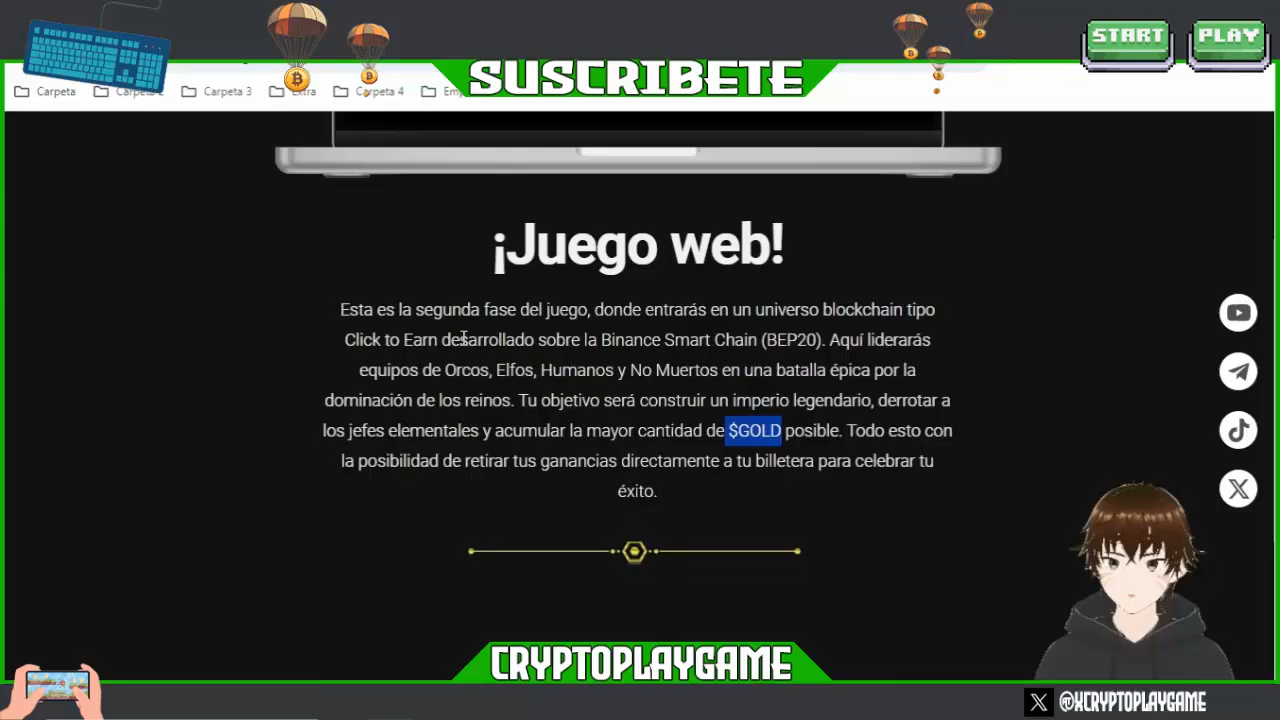 START
PLAY
SUSCRIBETE
Carpeta
Carpeta 3
Extra
Carpeta 4
¡Juego web!
Esta es la segunda fase del juego, donde entrarás en un universo blockchain tipo
Click to Earn desarrollado sobre la Binance Smart Chain (BEP20). Aquí liderarás
equipos de Orcos, Elfos, Humanos y No Muertos en una batalla épica por la
dominación de los reinos. Tu objetivo será construir un imperio legendario, derrotar a
los jefes elementales y acumular la mayor cantidad de $GOLD posible. Todo esto con
la posibilidad de retirar tus ganancias directamente a tu billetera para celebrar tu
éxito.
CRYPTOPLAYGAME
@XCRYPTOPLAYGAME